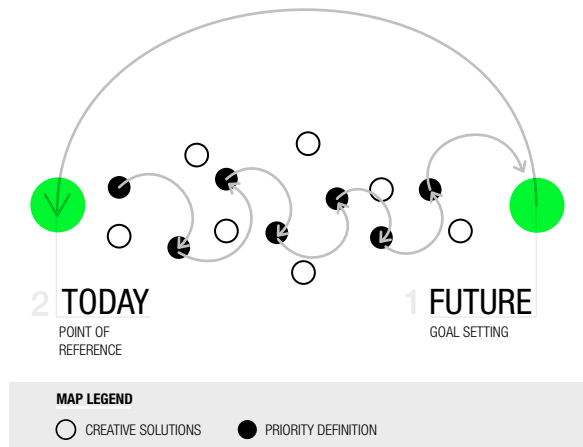 2 TODAY
POINT OF
REFERENCE
1 FUTURE
GOAL SETTING
MAP LEGEND
CREATIVE SOLUTIONS
PRIORITY DEFINITION